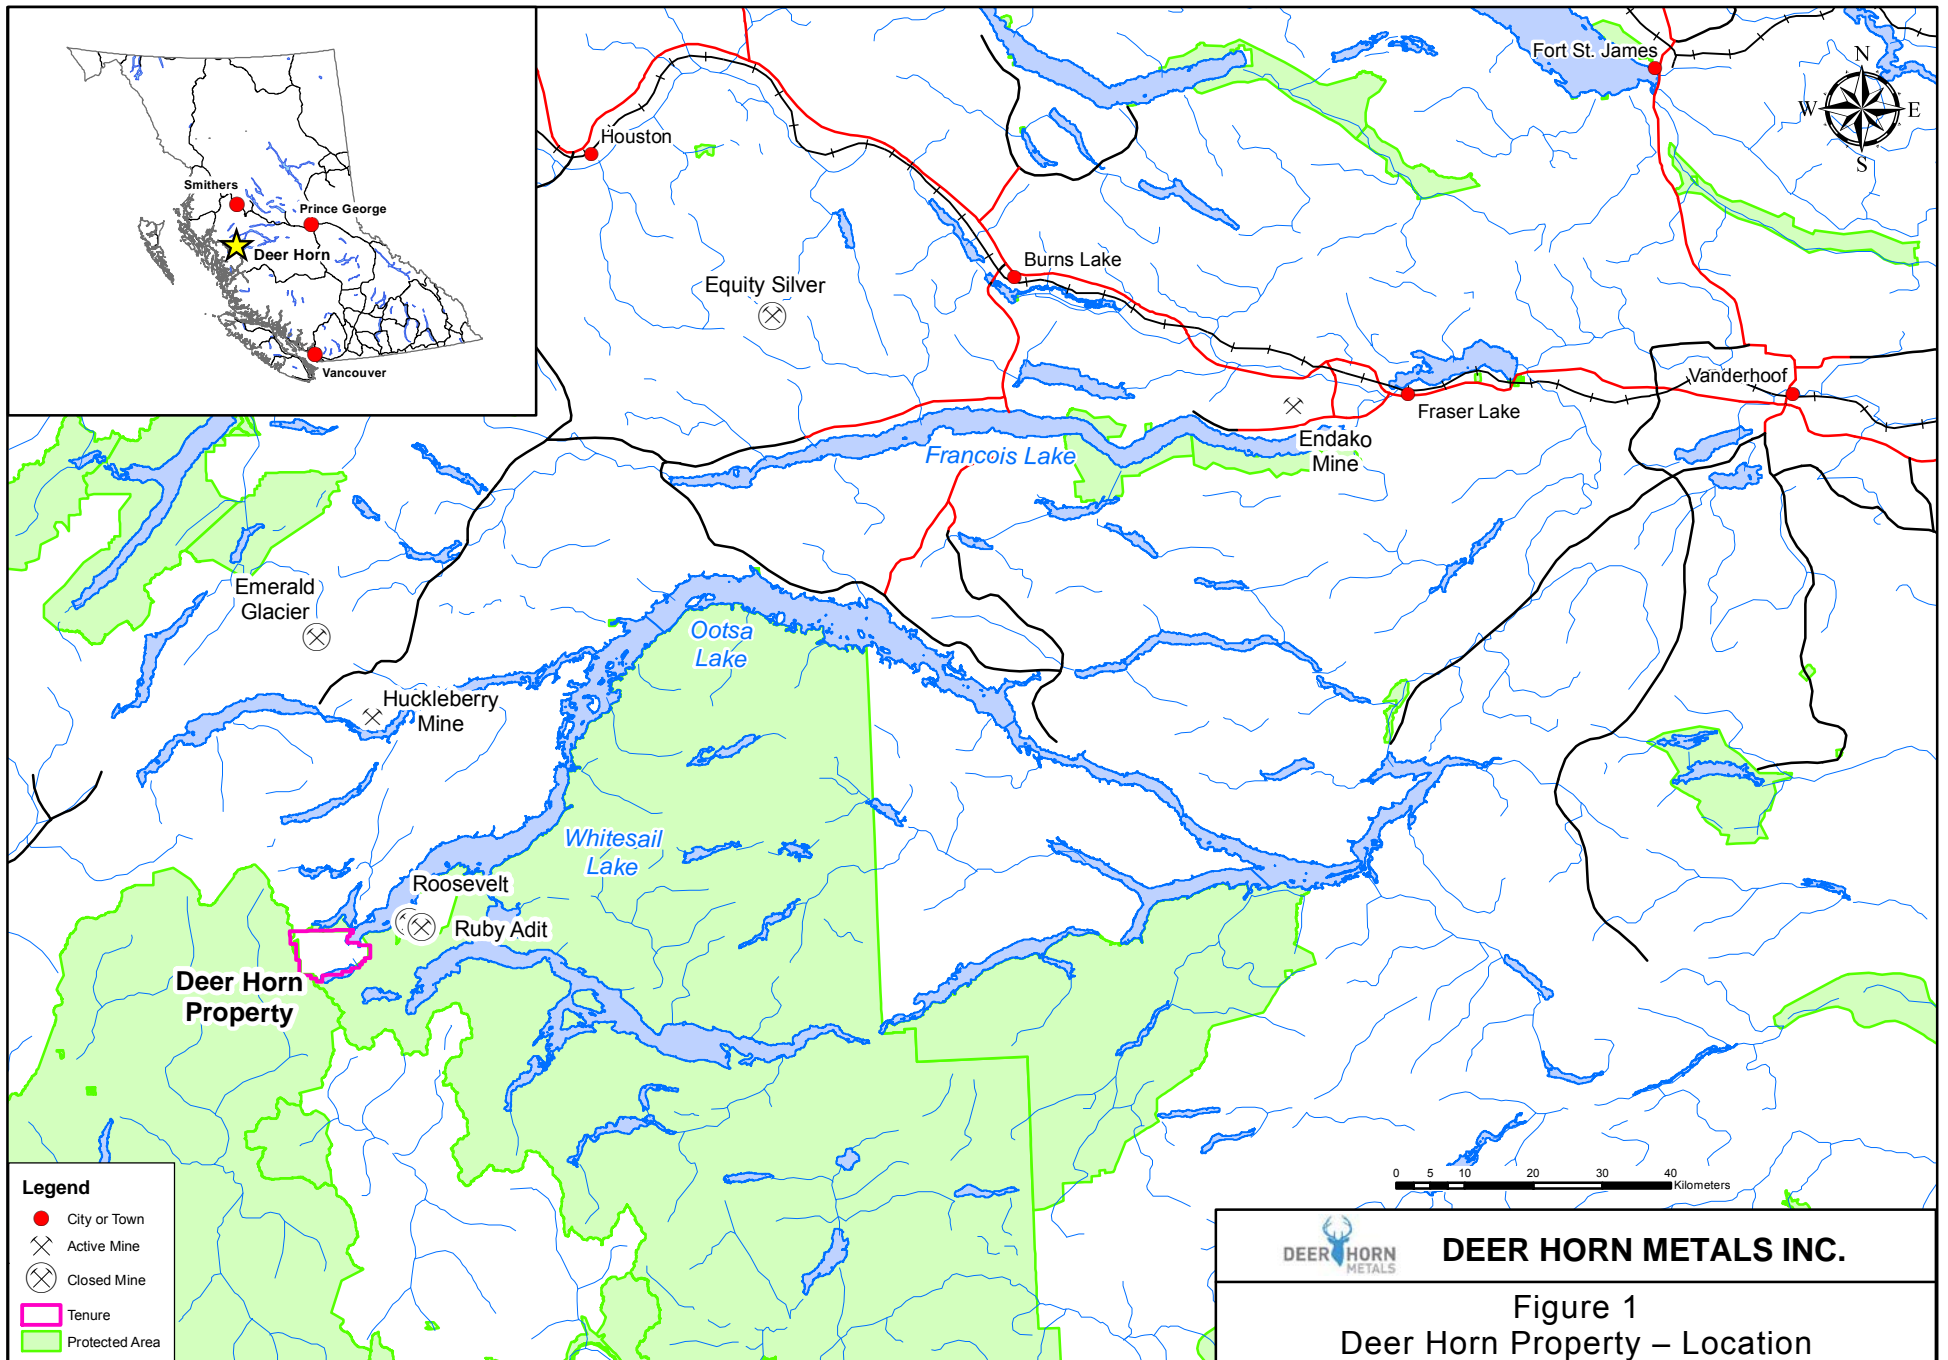 Smithers
Prince George
Deer Horn
Vancouver
Fort St. James
N
W
E
S
Houston
Burns Lake
Equity Silver
Vanderhoof
Fraser Lake
Endako
Mine
Francois Lake
Emerald
Glacier
Ootsa
Lake
Huckleberry
Mine
Whitesail
Lake
Roosevelt
Ruby Adit
Deer Horn
Property
Legend
City or Town
Active Mine
Closed Mine
Tenure
Protected Area
0 5 10 20 30 40
Kilometers
DEER HORN
METALS
DEER HORN METALS INC.
Figure 1
Deer Horn Property – Location